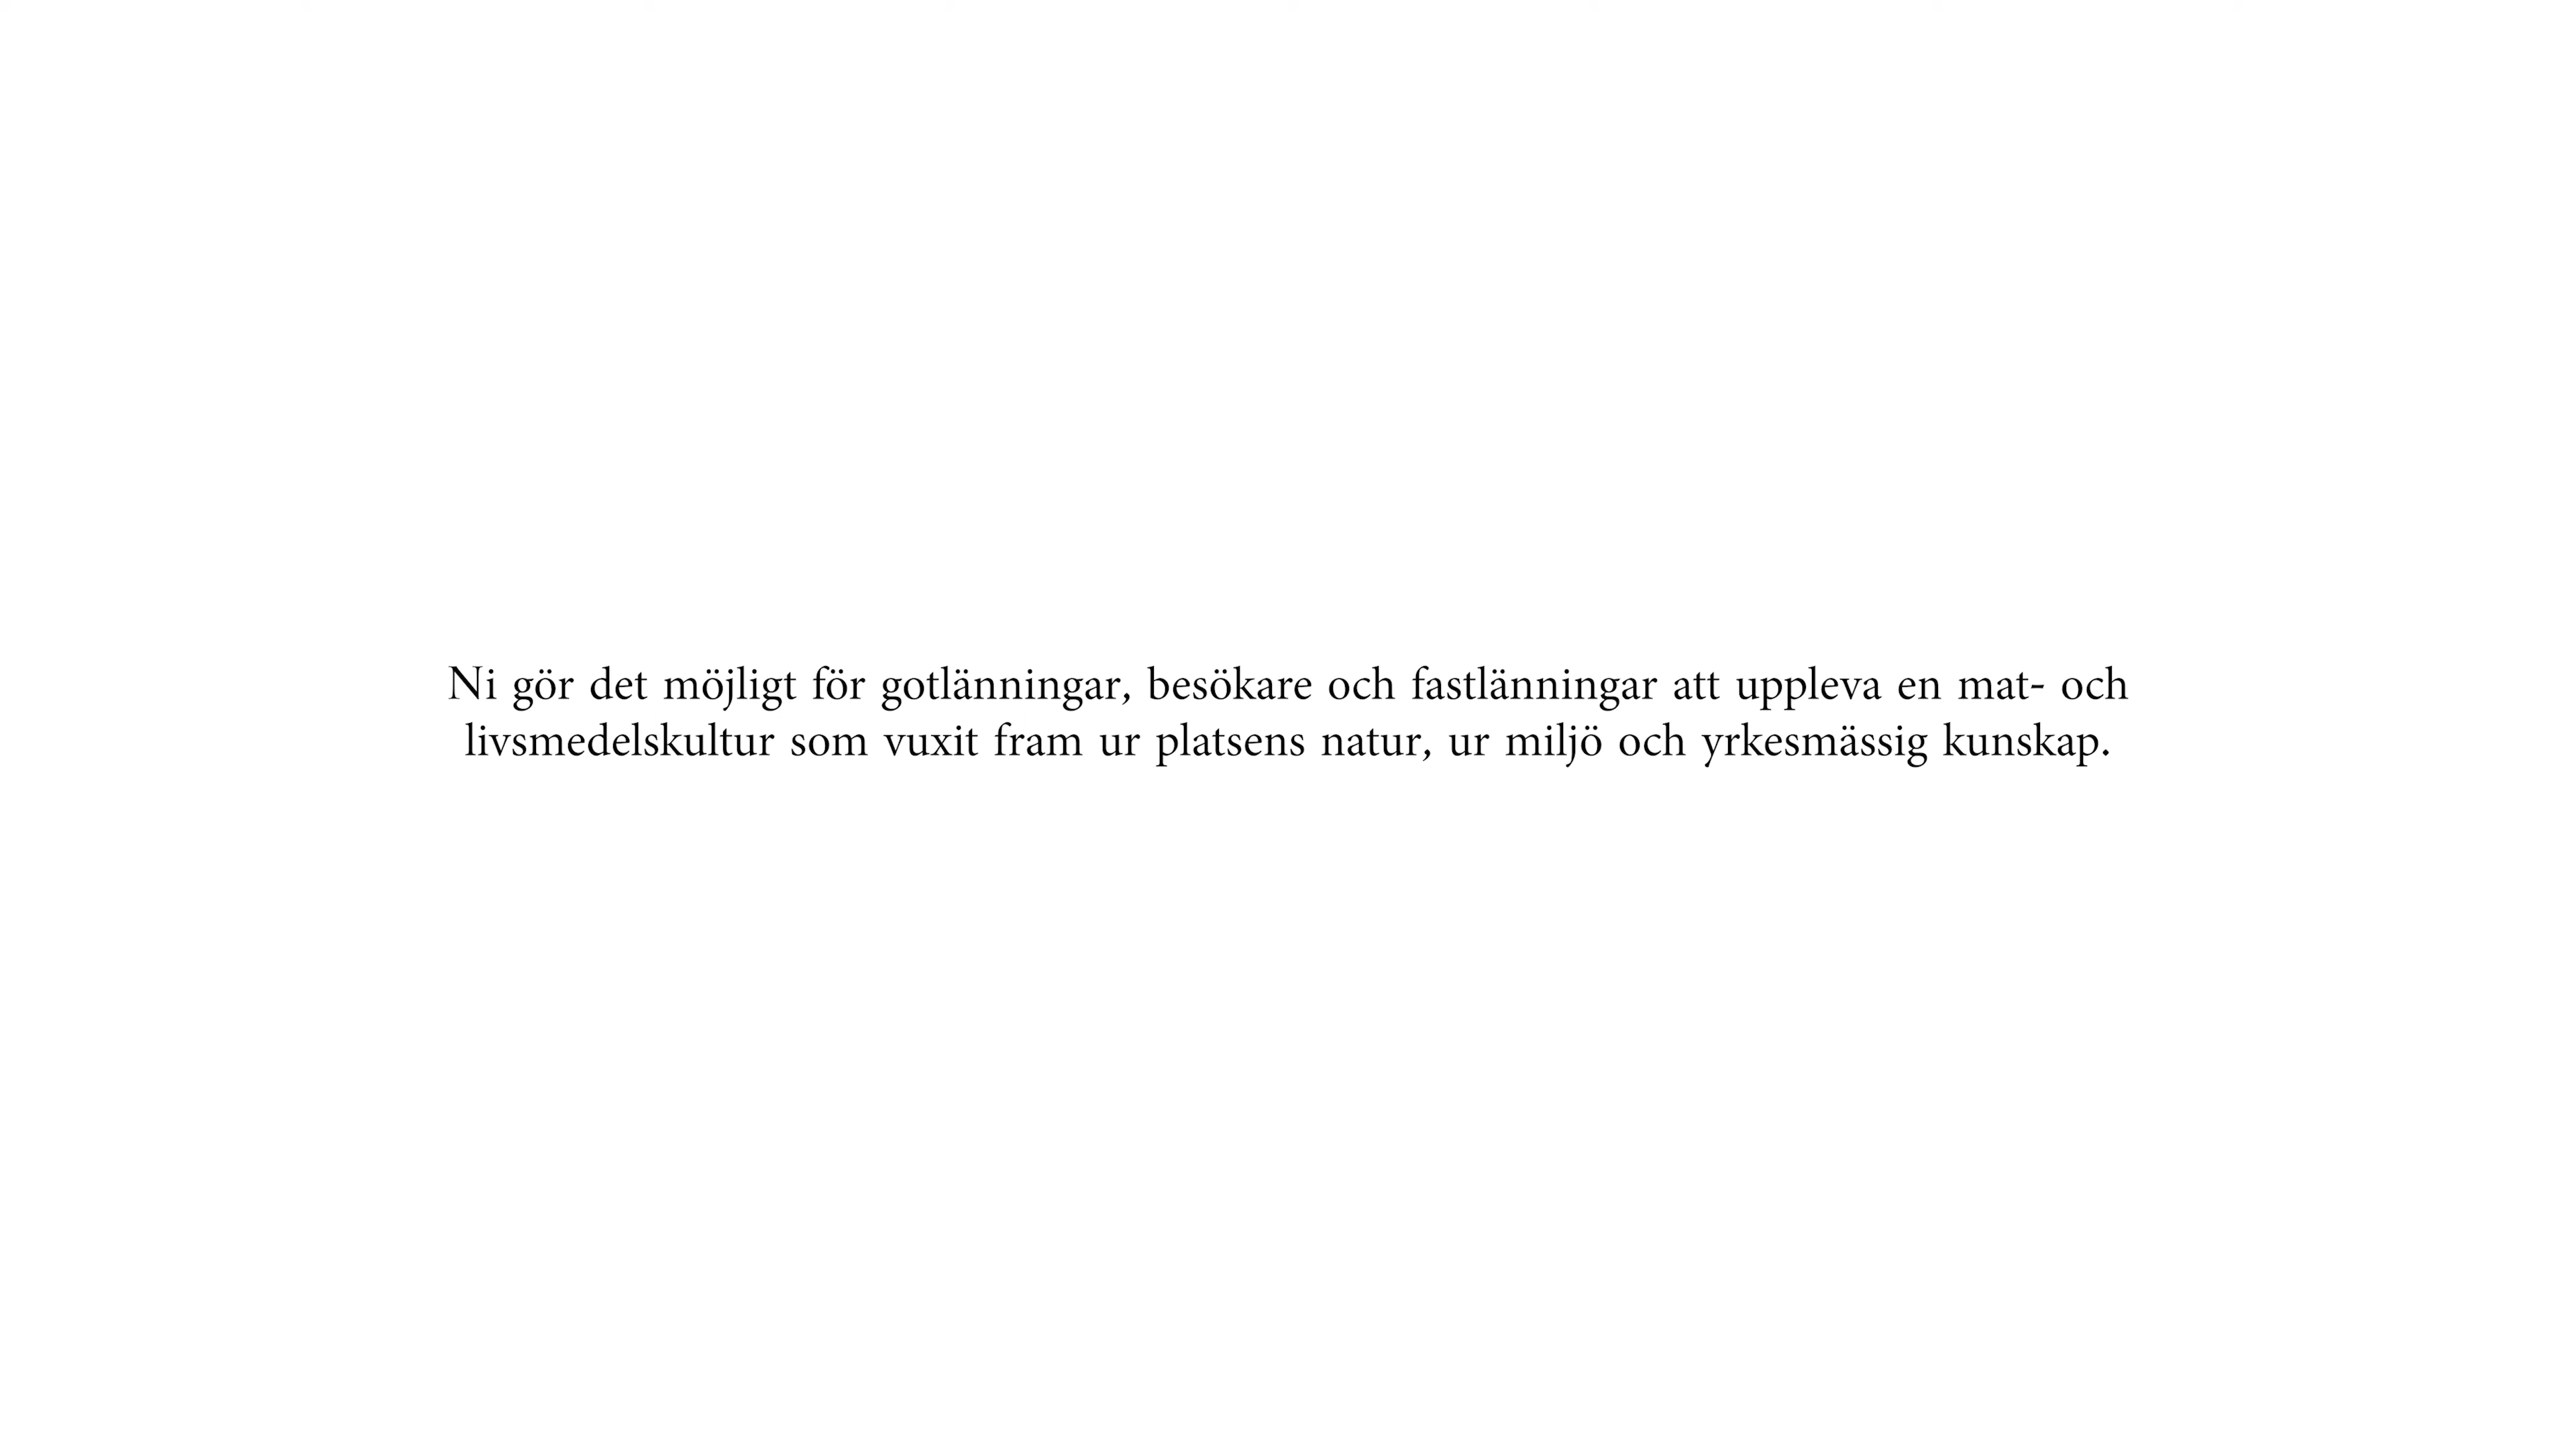 Ni gör det möjligt för gotlänningar, besökare och fastlänningar att uppleva en mat- och
livsmedelskultur som vuxit fram ur platsens natur, ur miljö och yrkesmässig kunskap.